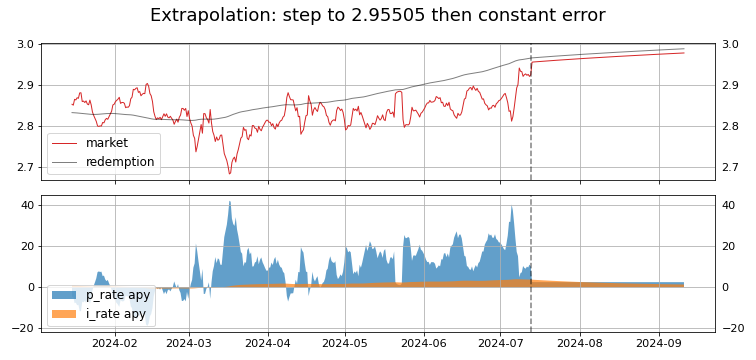 Extrapolation: step to 2.95505 then constant error
3.0 3.0
2.9 2.9
2.8 2.8
2.7 2.7
market
redemption
40 40
20 20
0 0
−20 −20
p_rate apy
i_rate apy
2024-02 2024-03 2024-04 2024-05 2024-06 2024-07 2024-08 2024-09